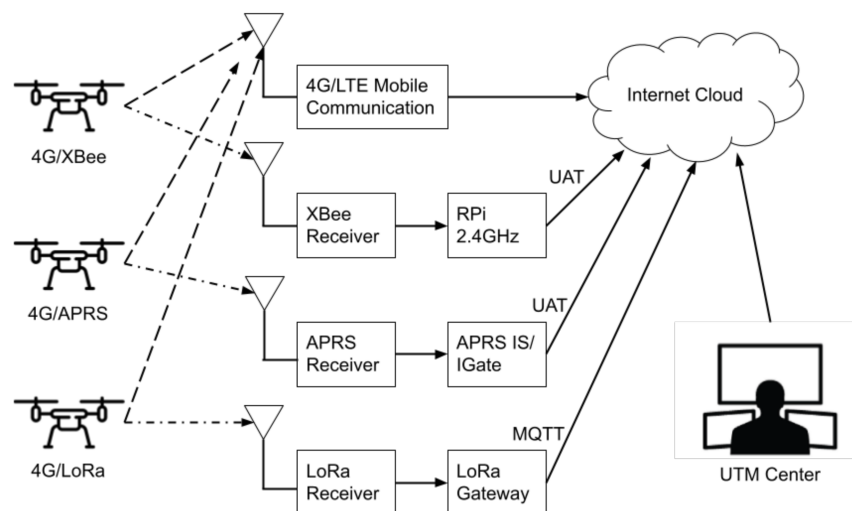 4G/LTE Mobile
Communication
Internet Cloud
4G/XBee
UAT
XBee
Receiver
RPi
2.4GHz
4G/APRS
UAT
APRS
Receiver
APRS IS/
IGate
MQTT
4G/LoRa
LoRa
Receiver
LoRa
Gateway
UTM Center